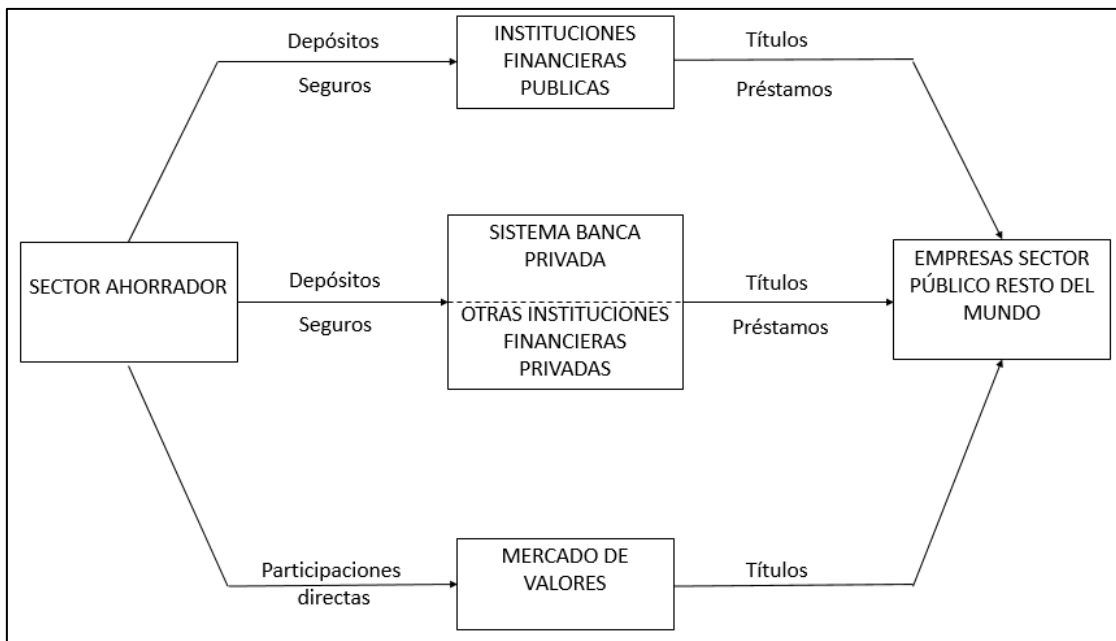 Depósitos
Seguros
INSTITUCIONES
FINANCIERAS
PUBLICAS
Títulos
Préstamos
SECTOR AHORRADOR
Depósitos
Seguros
SISTEMA BANCA
PRIVADA
OTRAS INSTITUCIONES
FINANCIERAS
PRIVADAS
Títulos
Préstamos
EMPRESAS SECTOR
PÚBLICO RESTO DEL
MUNDO
Participaciones
directas
MERCADO DE
VALORES
Títulos